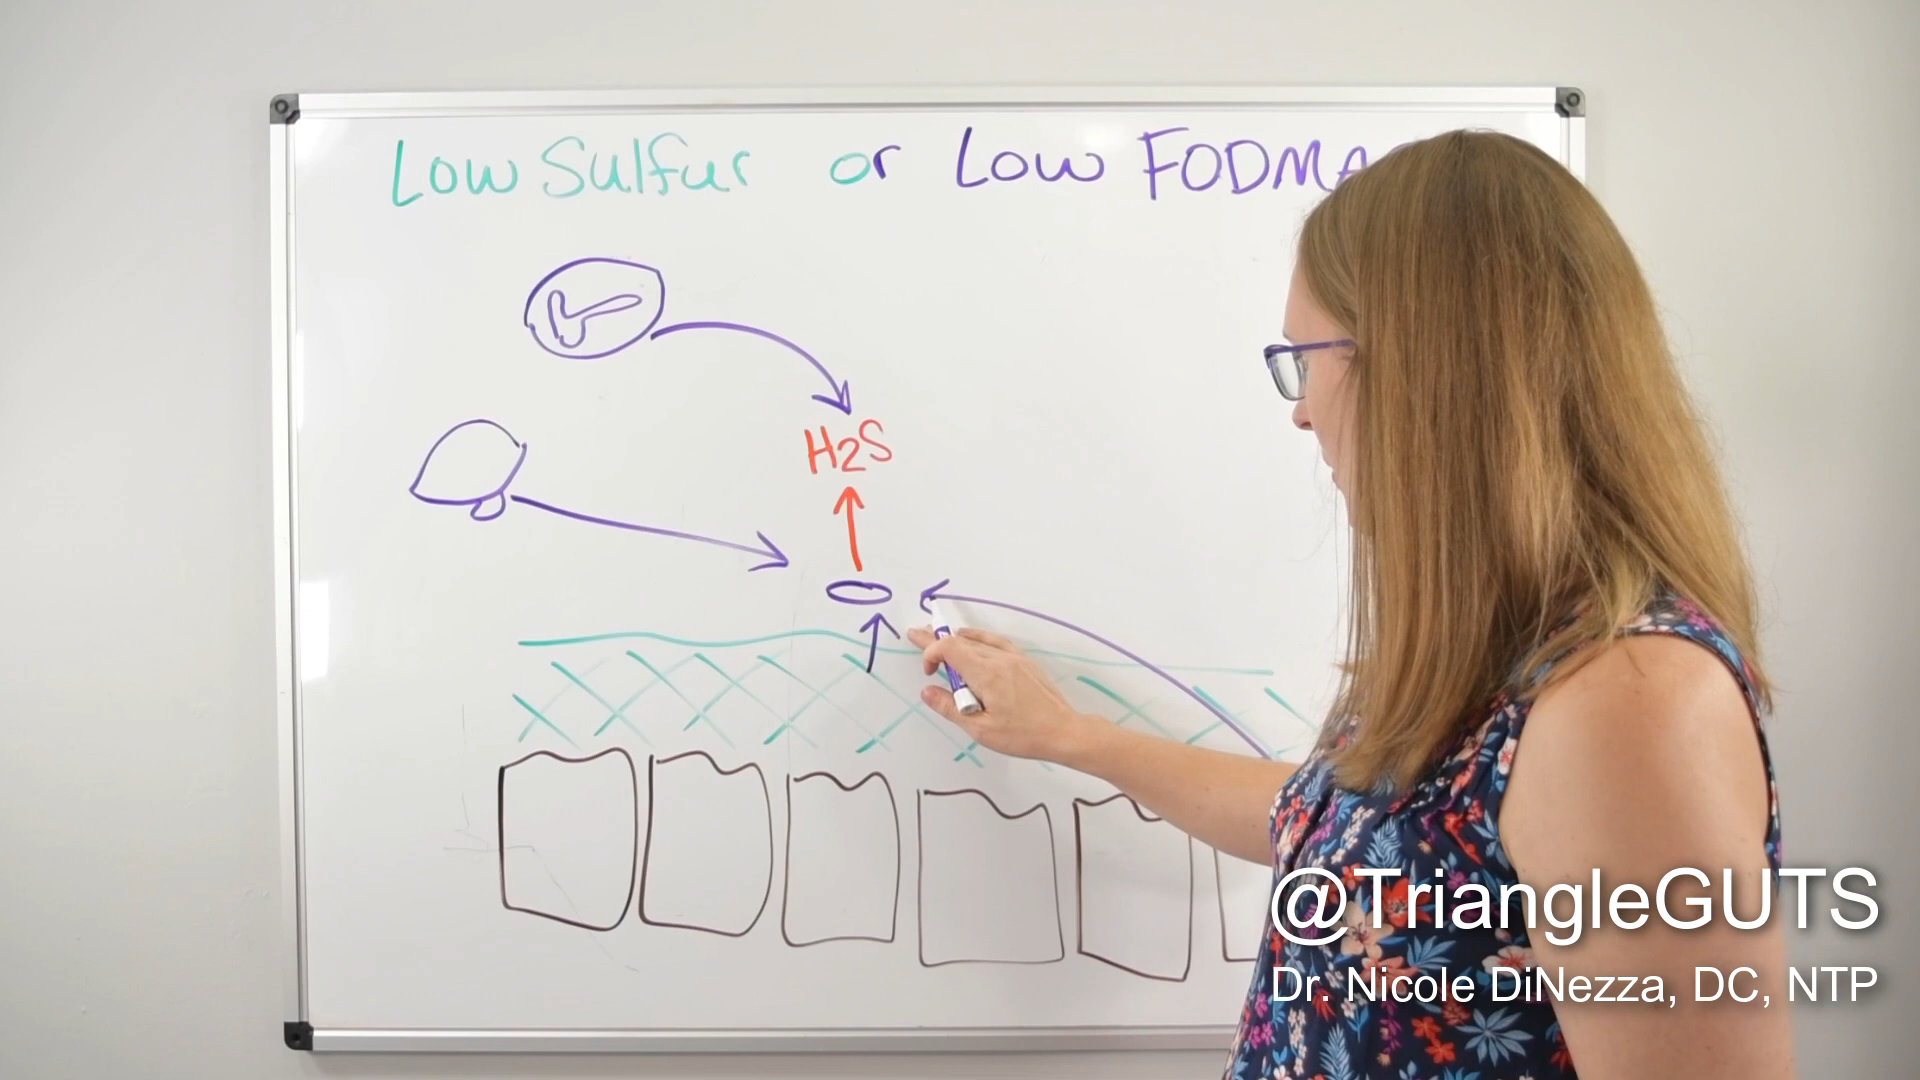 Low Sulfur or Low FODMA
H2S
@TriangleGUTS
Dr. Nicole DiNezza, DC, NTP